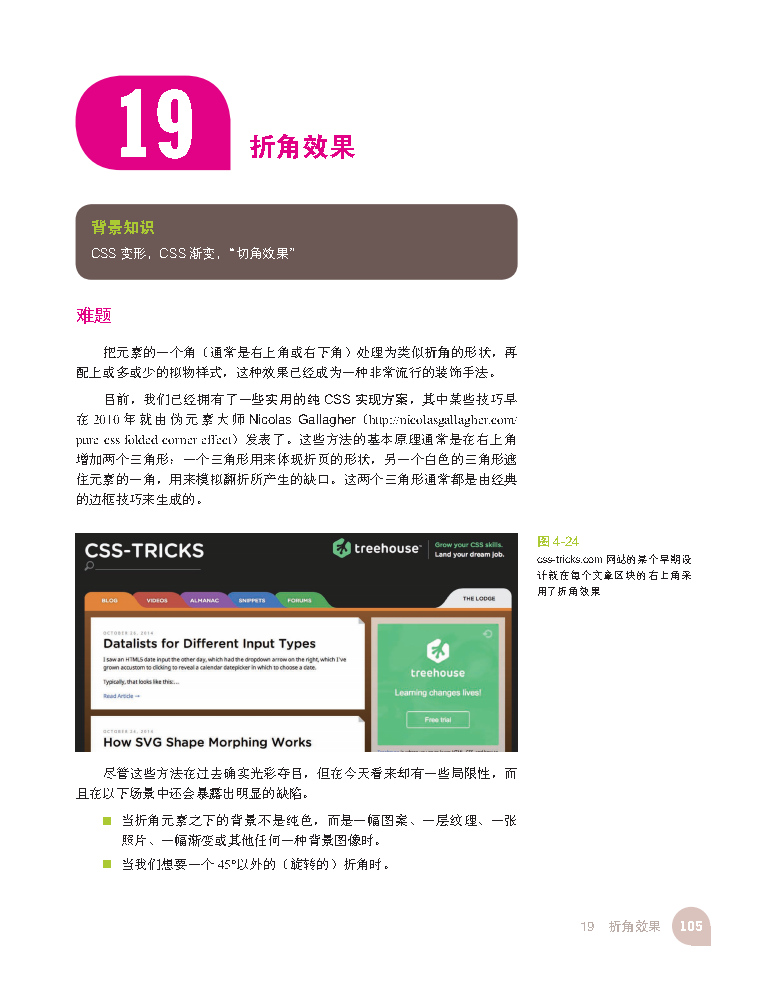 19
折角效果
背景知识
CSS 变形，CSS 渐变，“切角效果”
难题
把元素的一个角（通常是右上角或右下角）处理为类似折角的形状，再
配上或多或少的拟物样式，这种效果已经成为一种非常流行的装饰手法。
目前，我们已经拥有了一些实用的纯 CSS 实现方案，其中某些技巧早
在 2010 年就由伪元素大师 Nicolas Gallagher（http://nicolasgallagher.com/
pure-css-folded-corner-effect）发表了。这些方法的基本原理通常是在右上角
增加两个三角形：一个三角形用来体现折页的形状，另一个白色的三角形遮
住元素的一角，用来模拟翻折所产生的缺口。这两个三角形通常都是由经典
的边框技巧来生成的。
CSS-TRICKS
treehouse
Grow your CSS skills.
Land your dream job.
BLOG
VIDEOS
ALMANAC
SNIPPETS
FORUMS
THE LODGE
OCTOBER 26, 2014
Datalists for Different Input Types
I saw an HTML5 date input the other day, which had the dropdown arrow on the right, which I've
grown accustom to clicking to reveal a calendar datepicker in which to choose a date.
Typically, that looks like this:...
Read Article →
OCTOBER 24, 2014
How SVG Shape Morphing Works
treehouse
Learning changes lives!
Free trial
图 4-24
css-tricks.com 网站的某个早期设
计就在每个文章区块的右上角采
用了折角效果
尽管这些方法在过去确实光彩夺目，但在今天看来却有一些局限性，而
且在以下场景中还会暴露出明显的缺陷。
当折角元素之下的背景不是纯色，而是一幅图案、一层纹理、一张
照片、一幅渐变或其他任何一种背景图像时。
当我们想要一个 45°以外的（旋转的）折角时。
19 折角效果 105